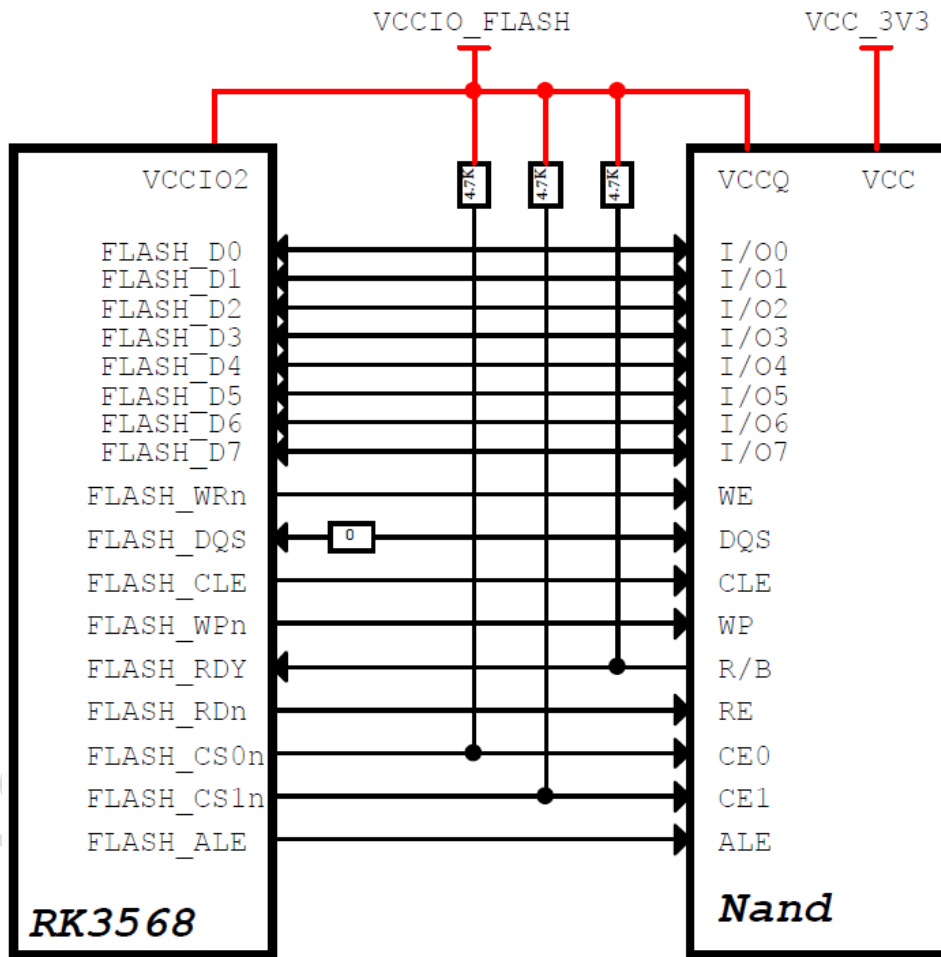 VCCIO_FLASH VCC_3V3
VCCIO2 4.7K 4.7K 4.7K VCCQ VCC
FLASH_D0 I/O0
FLASH_D1 I/O1
FLASH_D2 I/O2
FLASH_D3 I/O3
FLASH_D4 I/O4
FLASH_D5 I/O5
FLASH_D6 I/O6
FLASH_D7 I/O7
FLASH_WRn WE
FLASH_DQS 0 DQS
FLASH_CLE CLE
FLASH_WPn WP
FLASH_RDY R/B
FLASH_RDn RE
FLASH_CS0n CE0
FLASH_CS1n CE1
FLASH_ALE ALE
RK3568 Nand